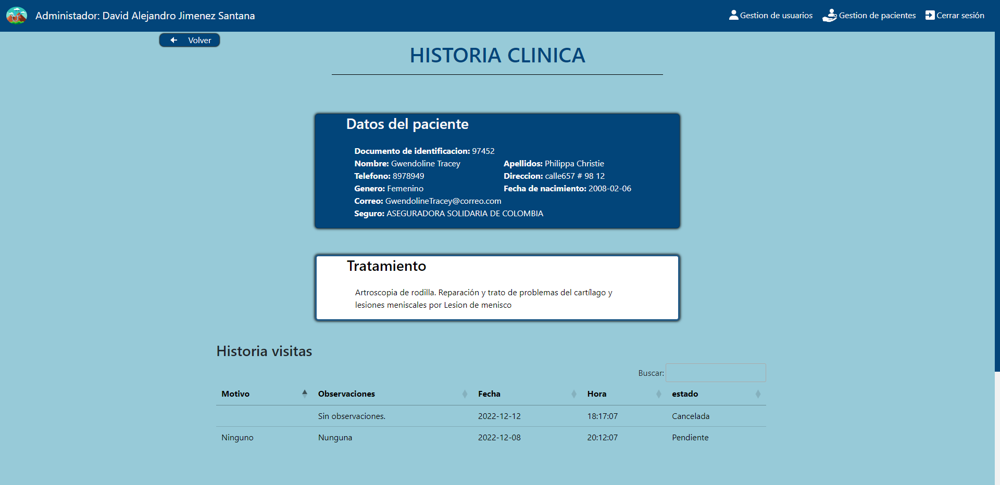 Administador: David Alejandro Jimenez Santana
Gestion de usuarios
Gestion de pacientes
Cerrar sesión
Volver
HISTORIA CLINICA
Datos del paciente
Documento de identificacion: 97452
Nombre: Gwendoline Tracey
Apellidos: Philippa Christie
Telefono: 8978949
Direccion: calle657 # 98 12
Genero: Femenino
Fecha de nacimiento: 2008-02-06
Correo: GwendolineTracey@correo.com
Seguro: ASEGURADORA SOLIDARIA DE COLOMBIA
Tratamiento
Artroscopia de rodilla. Reparación y trato de problemas del cartílago y
lesiones meniscales por Lesion de menisco
Historia visitas
Buscar:
Motivo Observaciones Fecha Hora estado
Sin observaciones. 2022-12-12 18:17:07 Cancelada
Ninguno Nunguna 2022-12-08 20:12:07 Pendiente